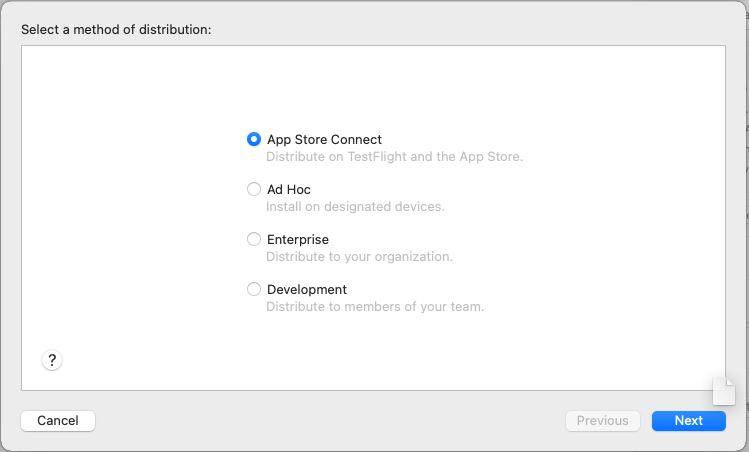 Select a method of distribution:
App Store Connect
Distribute on TestFlight and the App Store.
Ad Hoc
Install on designated devices.
Enterprise
Distribute to your organization.
Development
Distribute to members of your team.
?
Cancel
Previous
Next